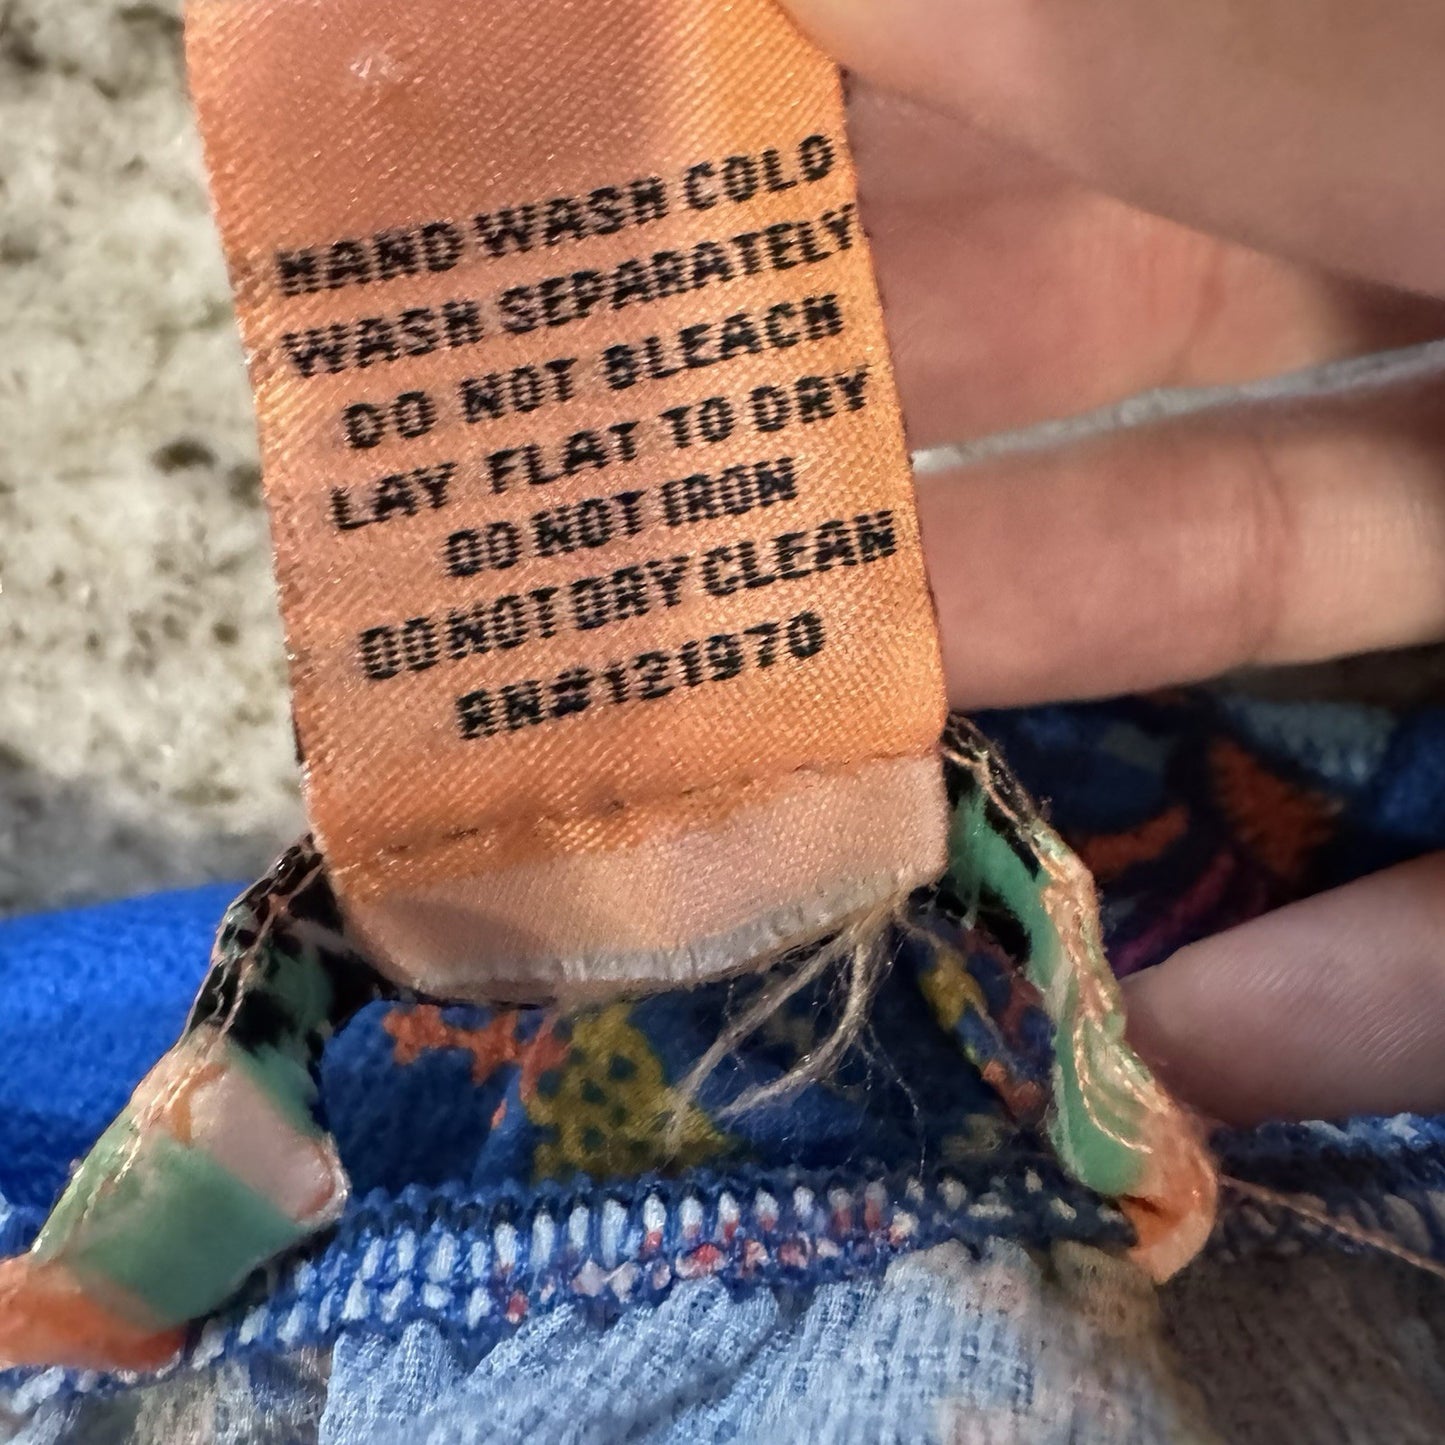 HAND WASH COLD
WASH SEPARATELY
DO NOT BLEACH
LAY FLAT TO DRY
DO NOT IRON
DO NOT DRY CLEAN
RN#121970